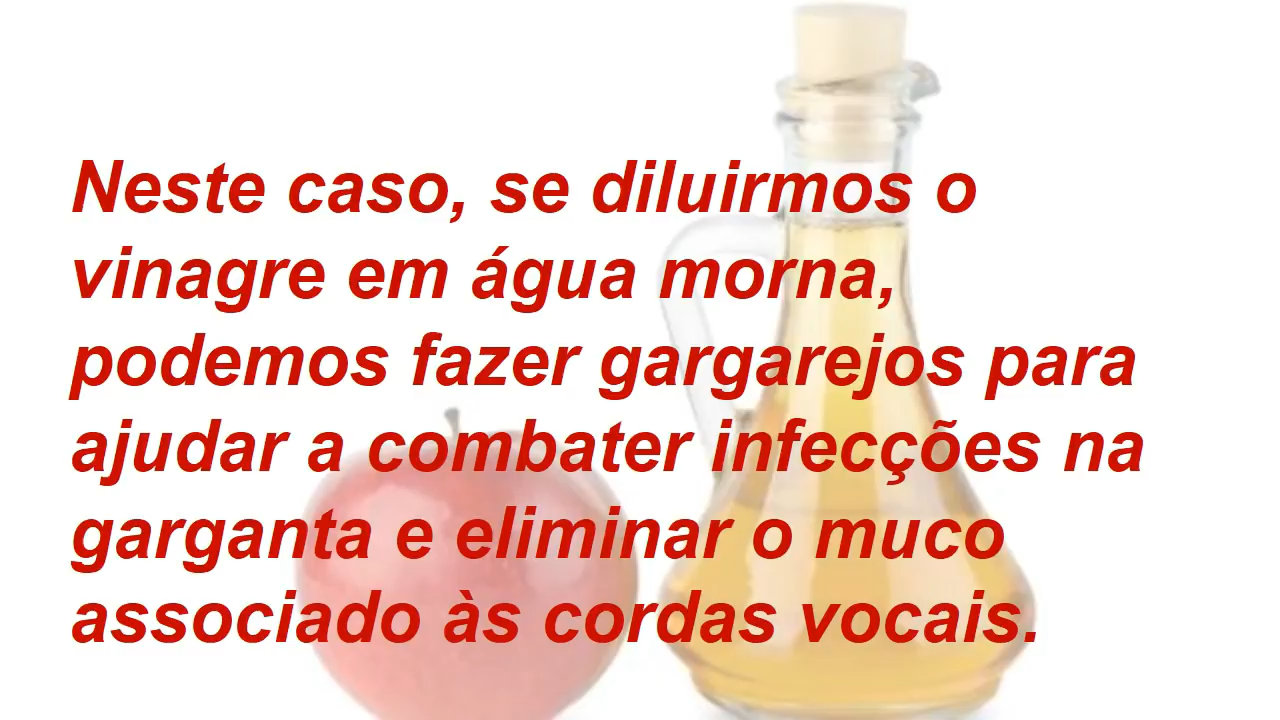 Neste caso, se diluirmos o
vinagre em água morna,
podemos fazer gargarejos para
ajudar a combater infecções na
garganta e eliminar o muco
associado às cordas vocais.